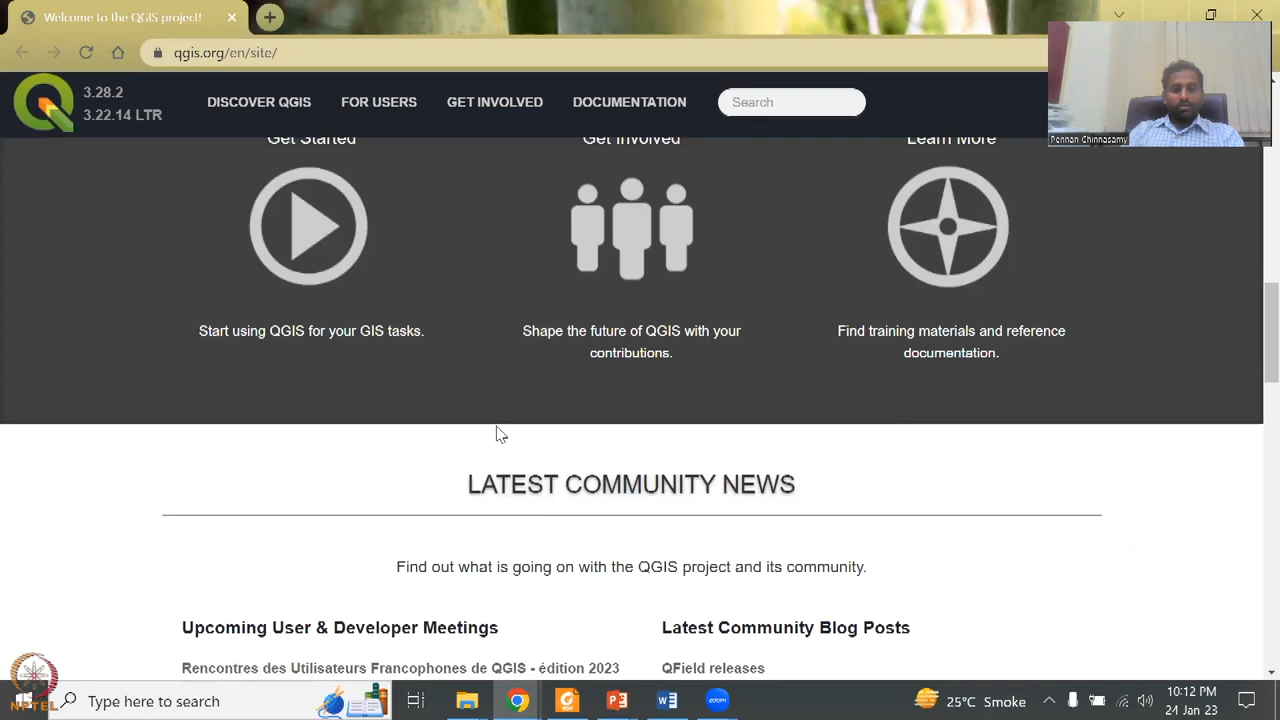 Welcome to the QGIS project!
qgis.org/en/site/
3.28.2
3.22.14 LTR
DISCOVER QGIS
FOR USERS
GET INVOLVED
DOCUMENTATION
Search
Pennan Chinnasamy
Get Started
Get Involved
Learn More
Start using QGIS for your GIS tasks.
Shape the future of QGIS with your
contributions.
Find training materials and reference
documentation.
LATEST COMMUNITY NEWS
Find out what is going on with the QGIS project and its community.
Upcoming User & Developer Meetings
Rencontres des Utilisateurs Francophones de QGIS - édition 2023
Latest Community Blog Posts
QField releases
NPTEL
Type here to search
25°C Smoke
10:12 PM
24 Jan 23